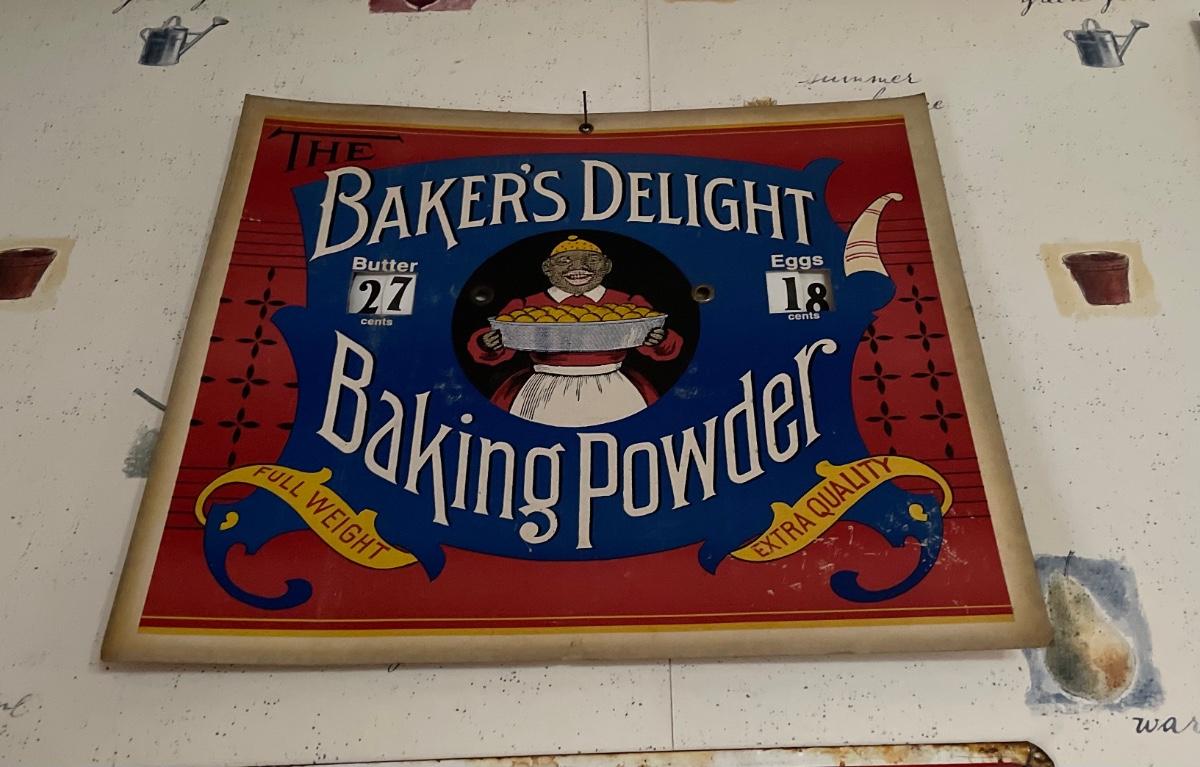 summer
THE
BAKER'S DELIGHT
Butter
27
cents
Eggs
18
cents
Baking Powder
FULL WEIGHT
EXTRA QUALITY